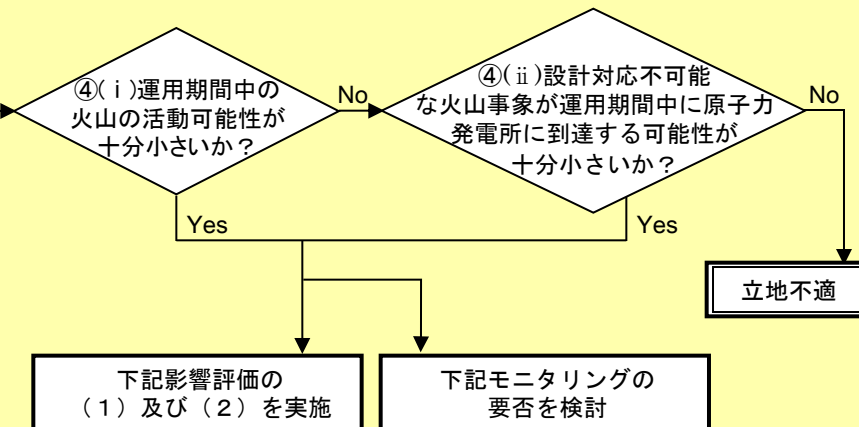 ④(ⅰ)運用期間中の
火山の活動可能性が
十分小さいか？
No
④(ⅱ)設計対応不可能
な火山事象が運用期間中に原子力
発電所に到達する可能性が
十分小さいか？
No
Yes
Yes
立地不適
下記影響評価の
（１）及び（２）を実施
下記モニタリングの
要否を検討